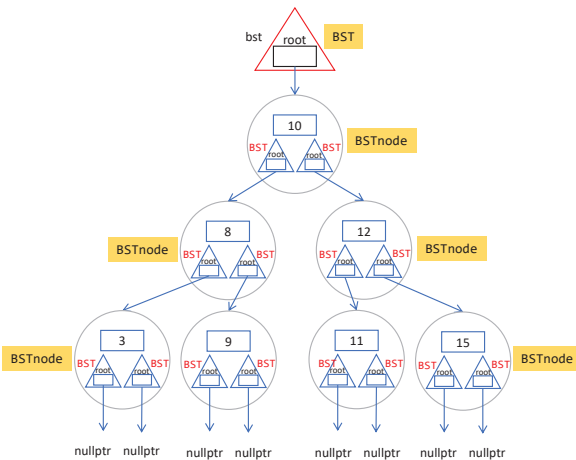 bst root BST
10
BSTnode
BST root root BST
8
12
BSTnode
BST root root BST
BST root root BST
BSTnode
3
9
11
15
BSTnode
BST root root BST
BST root root BST
BST root root BST
BST root root BST
BSTnode
nullptr nullptr nullptr nullptr nullptr nullptr nullptr nullptr